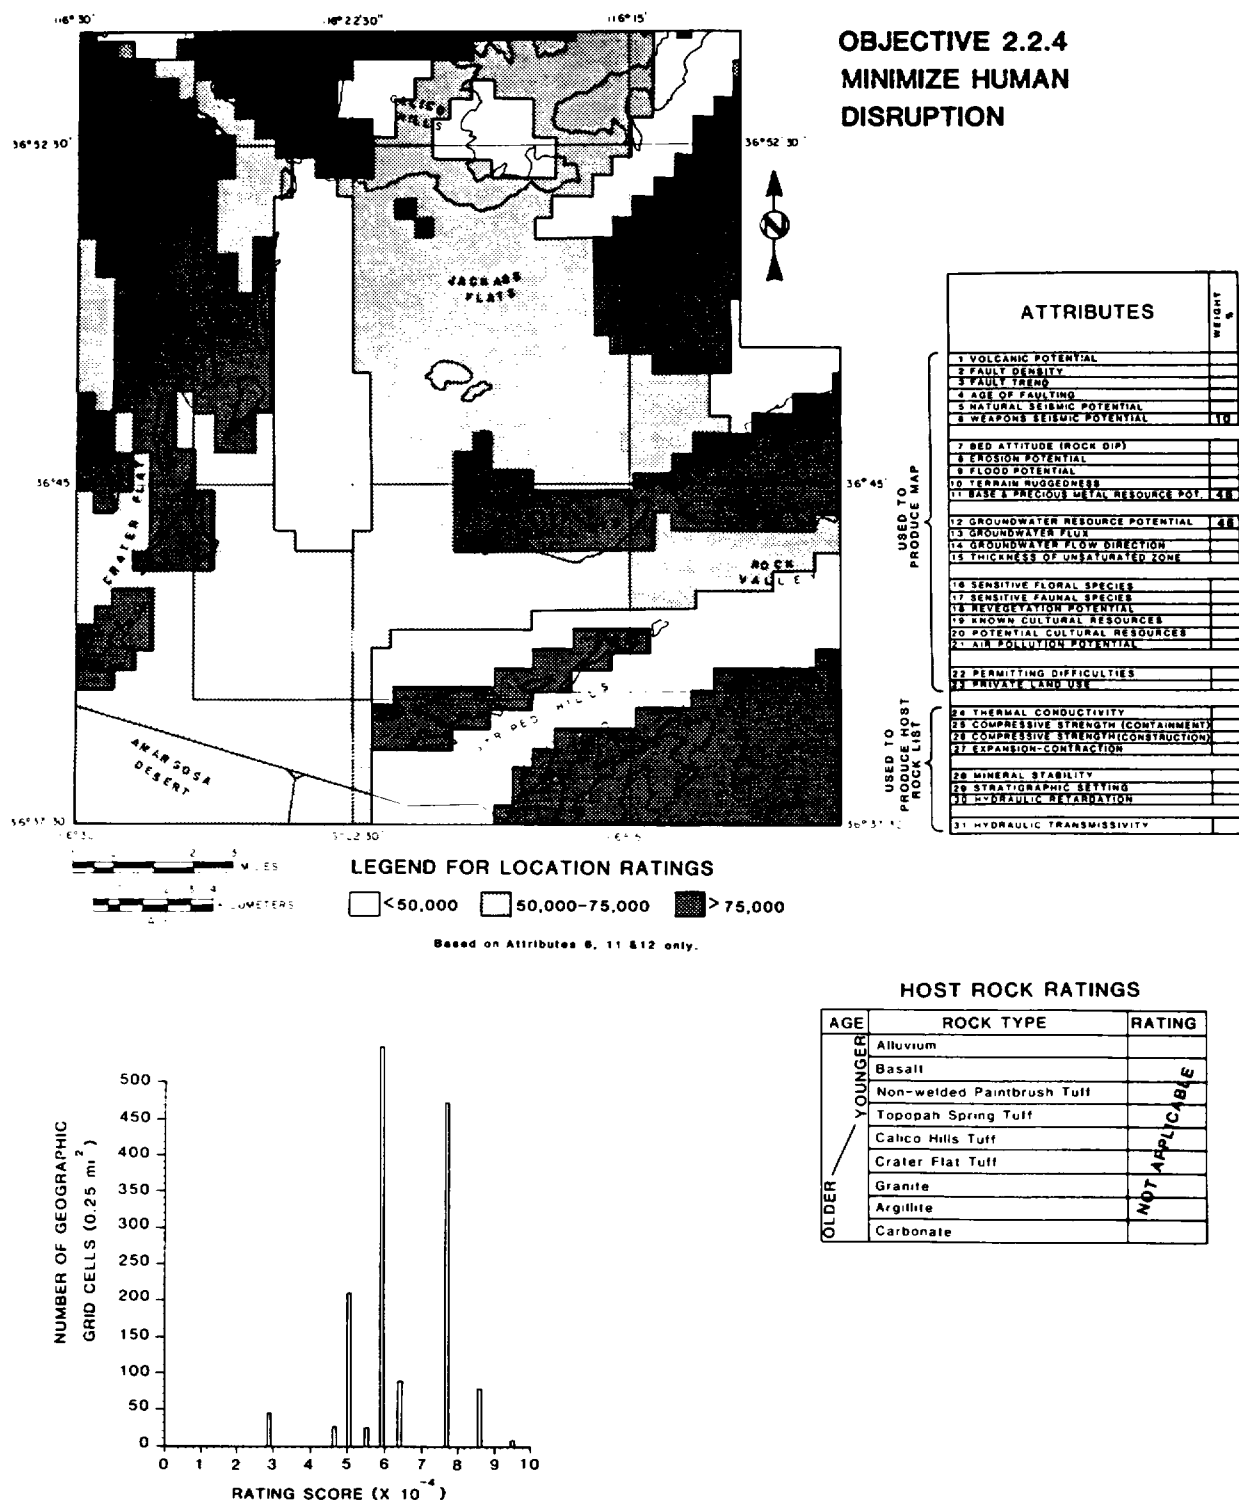 116° 30'
116° 15'
OBJECTIVE 2.2.4
MINIMIZE HUMAN
DISRUPTION
CALICO
HILLS
36° 52' 30"
36° 52' 30"
N
JACKASS
FLATS
ATTRIBUTES
WEIGHT
%
1 VOLCANIC POTENTIAL
2 FAULT DENSITY
3 FAULT TREND
4 AGE OF FAULTING
5 NATURAL SEISMIC POTENTIAL
6 WEAPONS SEISMIC POTENTIAL 10
7 BED ATTITUDE (ROCK DIP)
8 EROSION POTENTIAL
9 FLOOD POTENTIAL
10 TERRAIN RUGGEDNESS
11 BASE & PRECIOUS METAL RESOURCE POT.
12 GROUNDWATER RESOURCE POTENTIAL
13 GROUNDWATER FLUX
14 GROUNDWATER FLOW DIRECTION
15 THICKNESS OF UNSATURATED ZONE
16 SENSITIVE FLORAL SPECIES
17 SENSITIVE FAUNAL SPECIES
18 REVEGETATION POTENTIAL
19 KNOWN CULTURAL RESOURCES
20 POTENTIAL CULTURAL RESOURCES
21 AIR POLLUTION POTENTIAL
22 PERMITTING DIFFICULTIES
23 PRIVATE LAND USE
24 THERMAL CONDUCTIVITY
25 COMPRESSIVE STRENGTH (CONTAINMENT)
26 COMPRESSIVE STRENGTH (CONSTRUCTION)
27 EXPANSION-CONTRACTION
28 MINERAL STABILITY
29 STRATIGRAPHIC SETTING
30 HYDRAULIC RETARDATION
31 HYDRAULIC TRANSMISSIVITY
USED TO
PRODUCE MAP
USED TO
PRODUCE HOST
ROCK LIST
36° 45'
36° 45'
CRATER FLAT
ROCK
VALLEY
HILLS
AMARGOSA
DESERT
MILES
LEGEND FOR LOCATION RATINGS
<50,000 50,000-75,000 > 75,000
Based on Attributes 6, 11 & 12 only.
HOST ROCK RATINGS
AGE ROCK TYPE RATING
OLDER YOUNGER
Alluvium
Basalt
Non-welded Paintbrush Tuff
Topopah Spring Tuff
Calico Hills Tuff
Crater Flat Tuff
Granite
Argillite
Carbonate
NOT APPLICABLE
NUMBER OF GEOGRAPHIC
GRID CELLS (0.25 mi²)
500
450
400
350
300
250
200
150
100
50
0
0 1 2 3 4 5 6 7 8 9 10
RATING SCORE (X 10⁻⁴)